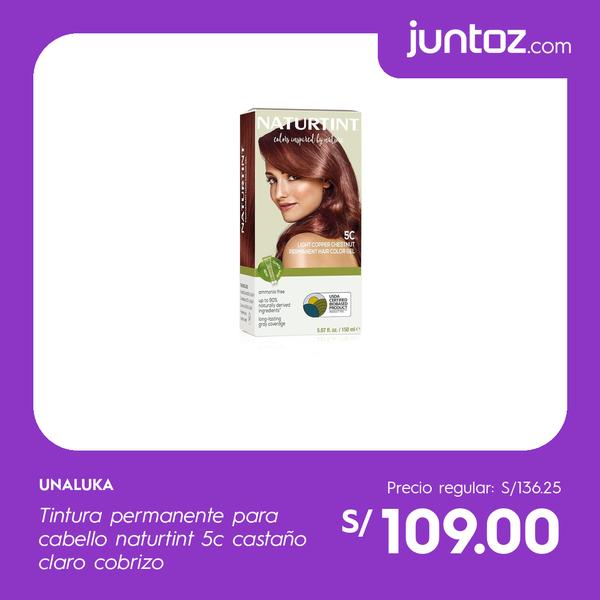 juntoz.com
NATURTINT
NATURTINT
colors inspired by nature
5C
LIGHT COPPER CHESTNUT
PERMANENT HAIR COLOR GEL
ammonia free
up to 90%
naturally derived
ingredients
long-lasting
gray coverage
USDA
CERTIFIED
BIOBASED
PRODUCT
5.07 fl. oz. / 150 ml e
UNALUKA
Tintura permanente para
cabello naturtint 5c castaño
claro cobrizo
Precio regular: S/136.25
S/ 109.00